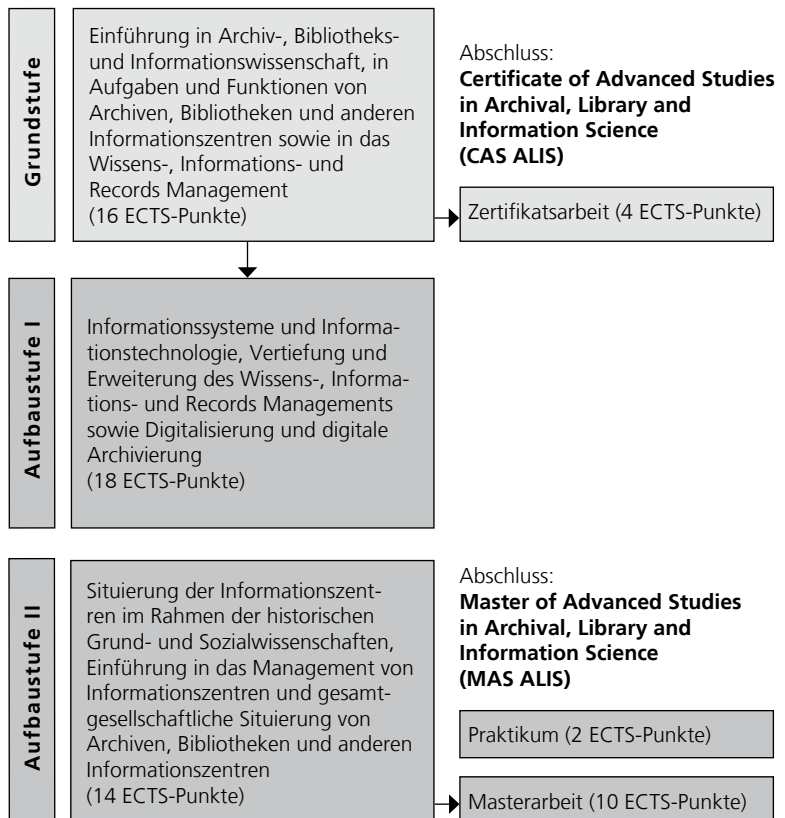 Grundstufe
Einführung in Archiv-, Bibliotheks-
und Informationswissenschaft, in
Aufgaben und Funktionen von
Archiven, Bibliotheken und anderen
Informationszentren sowie in das
Wissens-, Informations- und
Records Management
(16 ECTS-Punkte)
Abschluss:
Certificate of Advanced Studies
in Archival, Library and
Information Science
(CAS ALIS)
Zertifikatsarbeit (4 ECTS-Punkte)
Aufbaustufe I
Informationssysteme und Informa-
tionstechnologie, Vertiefung und
Erweiterung des Wissens-, Informa-
tions- und Records Managements
sowie Digitalisierung und digitale
Archivierung
(18 ECTS-Punkte)
Aufbaustufe II
Situierung der Informationszent-
ren im Rahmen der historischen
Grund- und Sozialwissenschaften,
Einführung in das Management von
Informationszentren und gesamt-
gesellschaftliche Situierung von
Archiven, Bibliotheken und anderen
Informationszentren
(14 ECTS-Punkte)
Abschluss:
Master of Advanced Studies
in Archival, Library and
Information Science
(MAS ALIS)
Praktikum (2 ECTS-Punkte)
Masterarbeit (10 ECTS-Punkte)